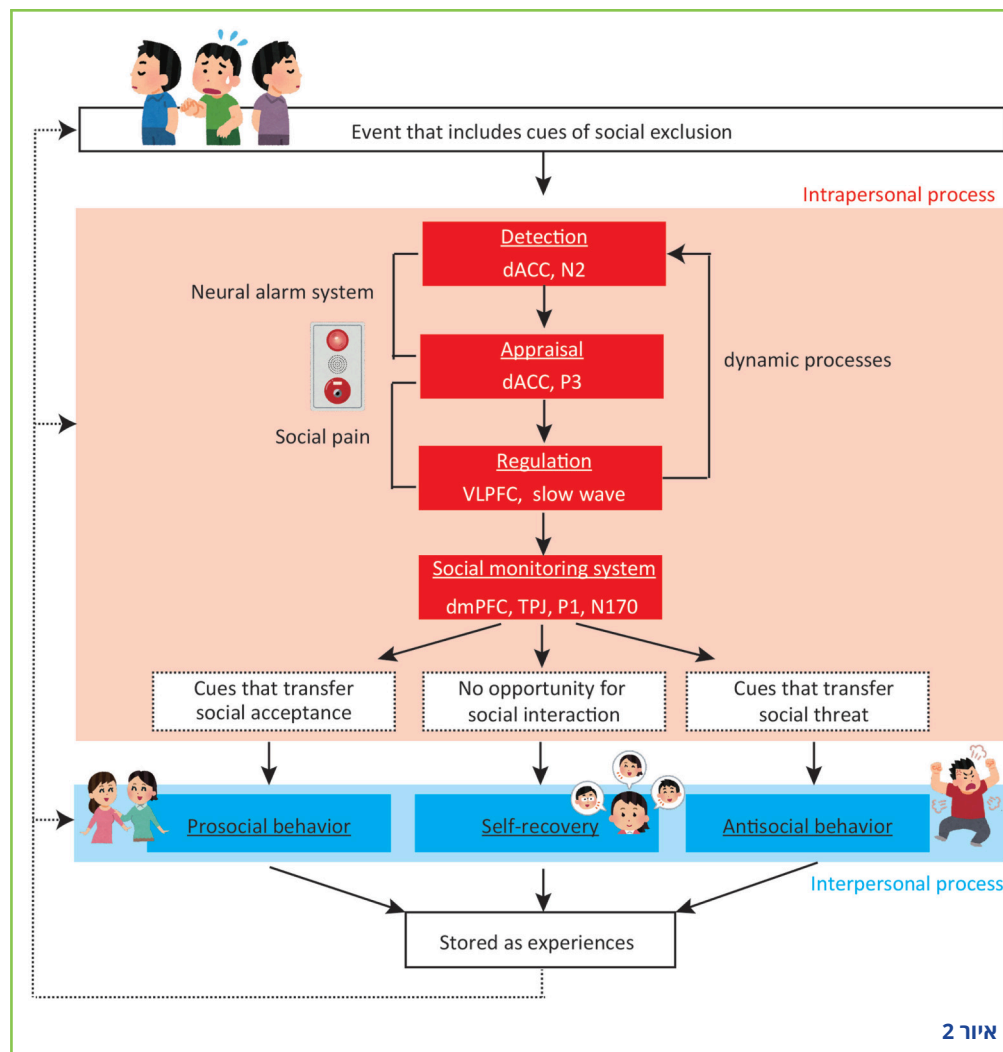 Event that includes cues of social exclusion
Intrapersonal process
Detection
dACC, N2
Neural alarm system
Appraisal
dACC, P3
dynamic processes
Social pain
Regulation
VLPFC, slow wave
Social monitoring system
dmPFC, TPJ, P1, N170
Cues that transfer
social acceptance
No opportunity for
social interaction
Cues that transfer
social threat
Prosocial behavior
Self-recovery
Antisocial behavior
Interpersonal process
Stored as experiences
איור 2